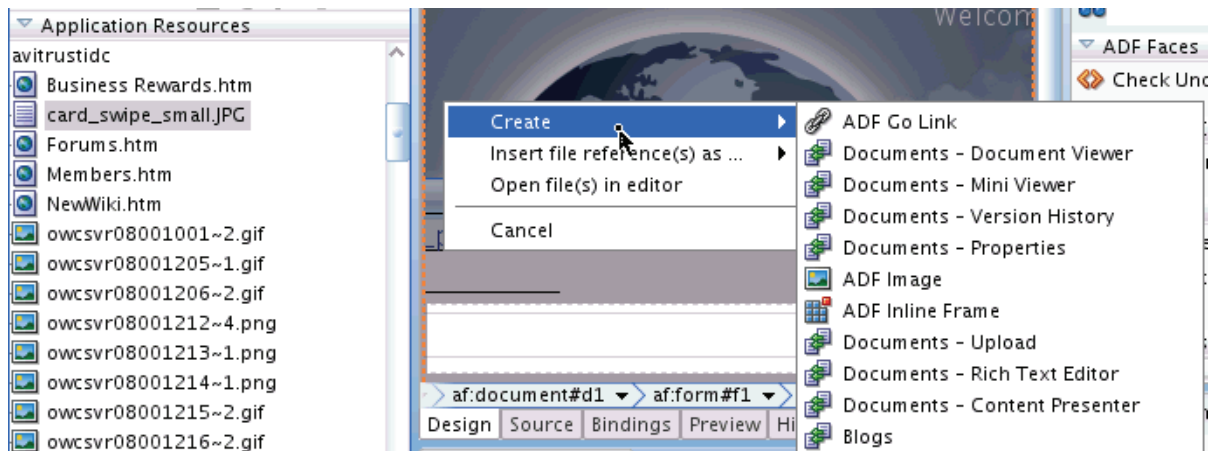 Application Resources
avitrustidc
Business Rewards.htm
card_swipe_small.JPG
Forums.htm
Members.htm
NewWiki.htm
owcsvr08001001~2.gif
owcsvr08001205~1.gif
owcsvr08001206~2.gif
owcsvr08001212~4.png
owcsvr08001213~1.png
owcsvr08001214~1.png
owcsvr08001215~2.gif
owcsvr08001216~2.gif
Welcom
Create
Insert file reference(s) as ...
Open file(s) in editor
Cancel
af:document#d1 af:form#f1
Design Source Bindings Preview Hi
ADF Go Link
Documents - Document Viewer
Documents - Mini Viewer
Documents - Version History
Documents - Properties
ADF Image
ADF Inline Frame
Documents - Upload
Documents - Rich Text Editor
Documents - Content Presenter
Blogs
ADF Faces
Check Unc